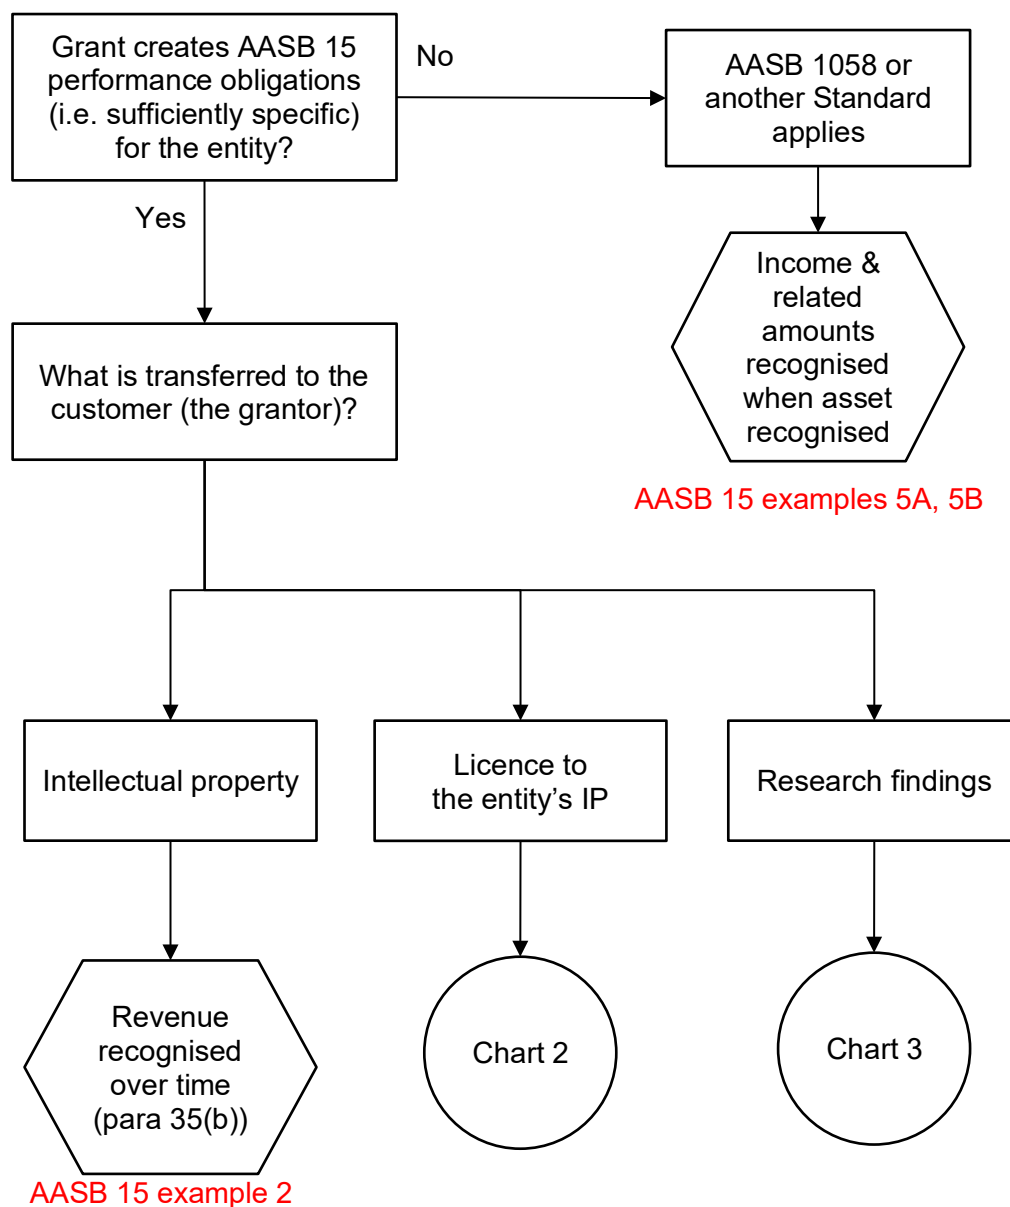 Grant creates AASB 15
performance obligations
(i.e. sufficiently specific)
for the entity?
No
AASB 1058 or
another Standard
applies
Yes
Income &
related
amounts
recognised
when asset
recognised
What is transferred to the
customer (the grantor)?
AASB 15 examples 5A, 5B
Intellectual property
Licence to
the entity’s IP
Research findings
Revenue
recognised
over time
(para 35(b))
Chart 2
Chart 3
AASB 15 example 2